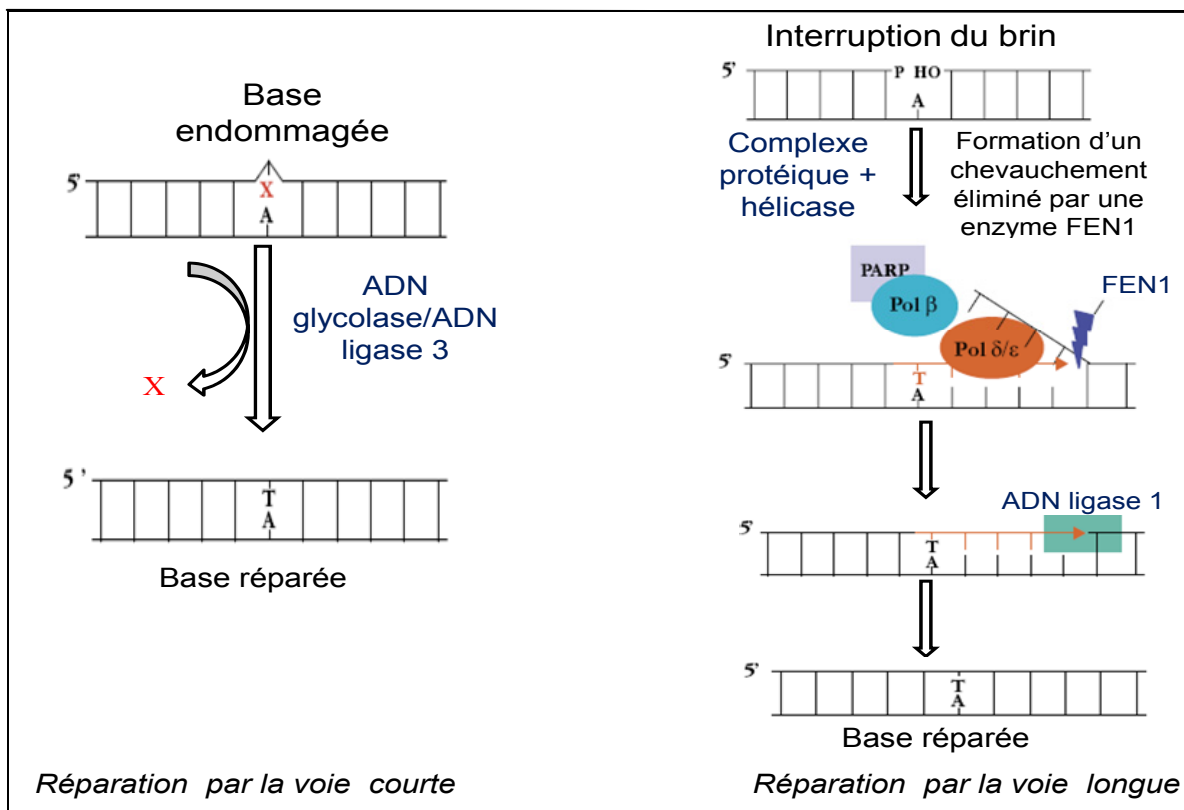 Base
endommagée
5'
X
A
ADN
glycolase/ADN
ligase 3
X
5 '
T
A
Base réparée
Réparation par la voie courte
Interruption du brin
5'
P HO
A
Complexe
protéique +
hélicase
Formation d'un
chevauchement
éliminé par une
enzyme FEN1
PARP
Pol β
FEN1
Pol δ/ε
5'
T
A
ADN ligase 1
5'
T
A
5'
T
A
Base réparée
Réparation par la voie longue